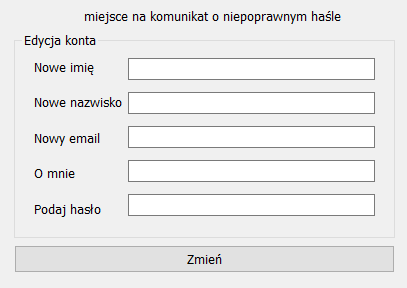 miejsce na komunikat o niepoprawnym haśle
Edycja konta
Nowe imię
Nowe nazwisko
Nowy email
O mnie
Podaj hasło
Zmień